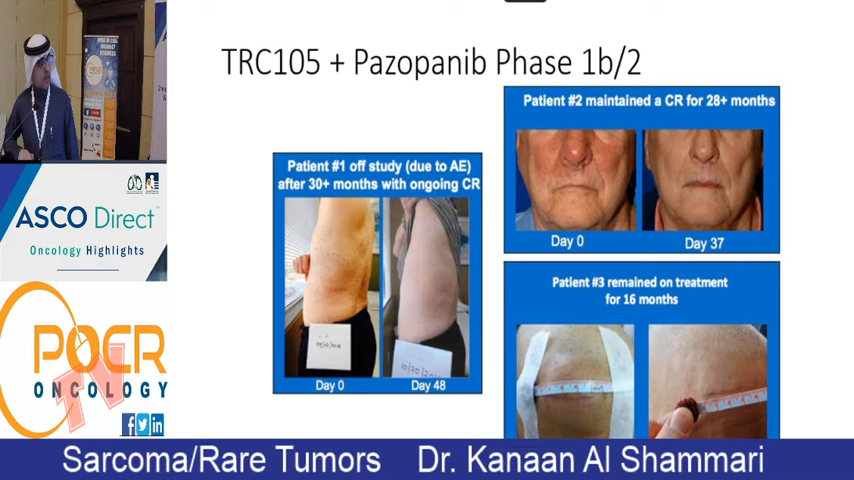 TRC105 + Pazopanib Phase 1b/2
Patient #1 off study (due to AE)
after 30+ months with ongoing CR
Day 0
Day 48
Patient #2 maintained a CR for 28+ months
Day 0
Day 37
Patient #3 remained on treatment
for 16 months
ASCO Direct™
Oncology Highlights
POCR
ONCOLOGY
TV
Sarcoma/Rare Tumors Dr. Kanaan Al Shammari